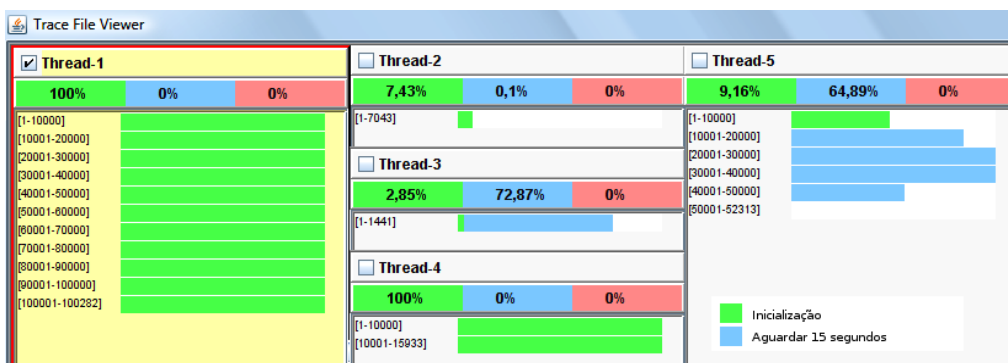 Trace File Viewer
Thread-1
100% 0% 0%
[1-10000]
[10001-20000]
[20001-30000]
[30001-40000]
[40001-50000]
[50001-60000]
[60001-70000]
[70001-80000]
[80001-90000]
[90001-100000]
[100001-100282]
Thread-2
7,43% 0,1% 0%
[1-7043]
Thread-3
2,85% 72,87% 0%
[1-1441]
Thread-4
100% 0% 0%
[1-10000]
[10001-15933]
Thread-5
9,16% 64,89% 0%
[1-10000]
[10001-20000]
[20001-30000]
[30001-40000]
[40001-50000]
[50001-52313]
Inicialização
Aguardar 15 segundos